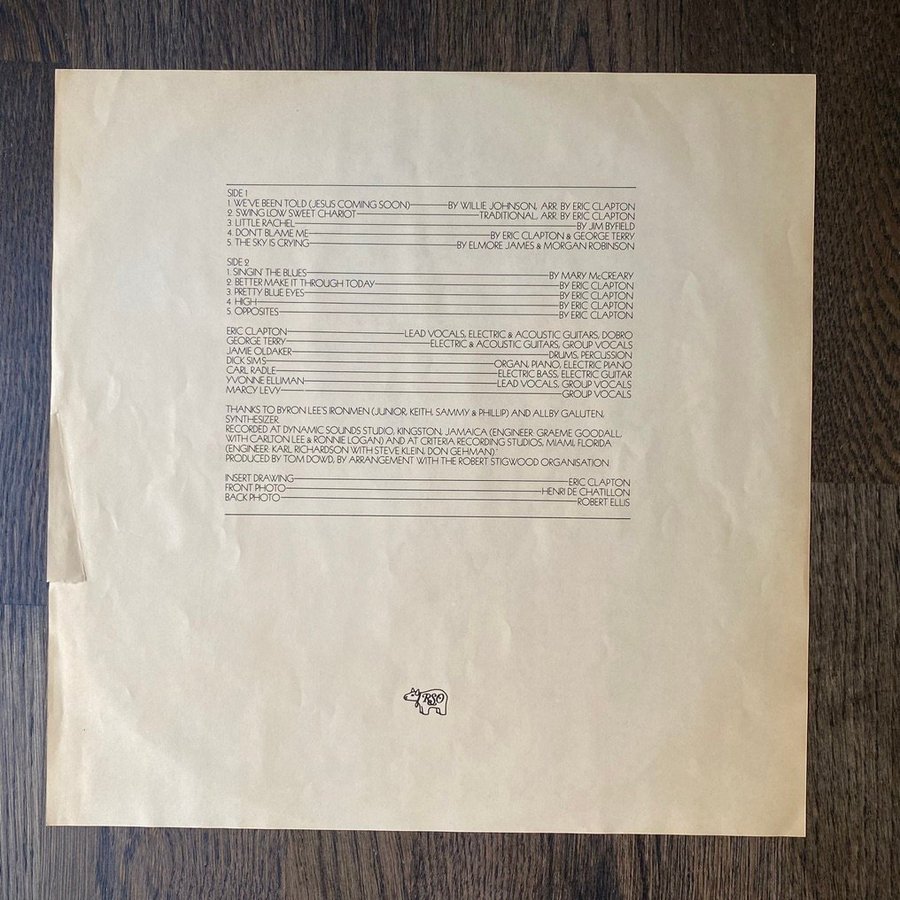 SIDE 1
1. WE'VE BEEN TOLD (JESUS COMING SOON) BY WILLIE JOHNSON, ARR. BY ERIC CLAPTON
2. SWING LOW SWEET CHARIOT TRADITIONAL, ARR. BY ERIC CLAPTON
3. LITTLE RACHEL BY JIM BYFIELD
4. DON'T BLAME ME BY ERIC CLAPTON & GEORGE TERRY
5. THE SKY IS CRYING BY ELMORE JAMES & MORGAN ROBINSON
SIDE 2
1. SINGIN' THE BLUES BY MARY McCREARY
2. BETTER MAKE IT THROUGH TODAY BY ERIC CLAPTON
3. PRETTY BLUE EYES BY ERIC CLAPTON
4. HIGH BY ERIC CLAPTON
5. OPPOSITES BY ERIC CLAPTON
ERIC CLAPTON LEAD VOCALS, ELECTRIC & ACOUSTIC GUITARS, DOBRO
GEORGE TERRY ELECTRIC & ACOUSTIC GUITARS, GROUP VOCALS
JAMIE OLDAKER DRUMS, PERCUSSION
DICK SIMS ORGAN, PIANO, ELECTRIC PIANO
CARL RADLE ELECTRIC BASS, ELECTRIC GUITAR
YVONNE ELLIMAN LEAD VOCALS, GROUP VOCALS
MARCY LEVY GROUP VOCALS
THANKS TO BYRON LEE'S IRONMEN (JUNIOR, KEITH, SAMMY & PHILLIP) AND ALLBY GALUTEN,
SYNTHESIZER
RECORDED AT DYNAMIC SOUNDS STUDIO, KINGSTON, JAMAICA (ENGINEER: GRAEME GOODALL,
WITH CARLTON LEE & RONNIE LOGAN) AND AT CRITERIA RECORDING STUDIOS, MIAMI, FLORIDA
(ENGINEER: KARL RICHARDSON WITH STEVE KLEIN, DON GEHMAN)
PRODUCED BY TOM DOWD, BY ARRANGEMENT WITH THE ROBERT STIGWOOD ORGANISATION
INSERT DRAWING ERIC CLAPTON
FRONT PHOTO HENRI DE CHATILLON
BACK PHOTO ROBERT ELLIS
RSO